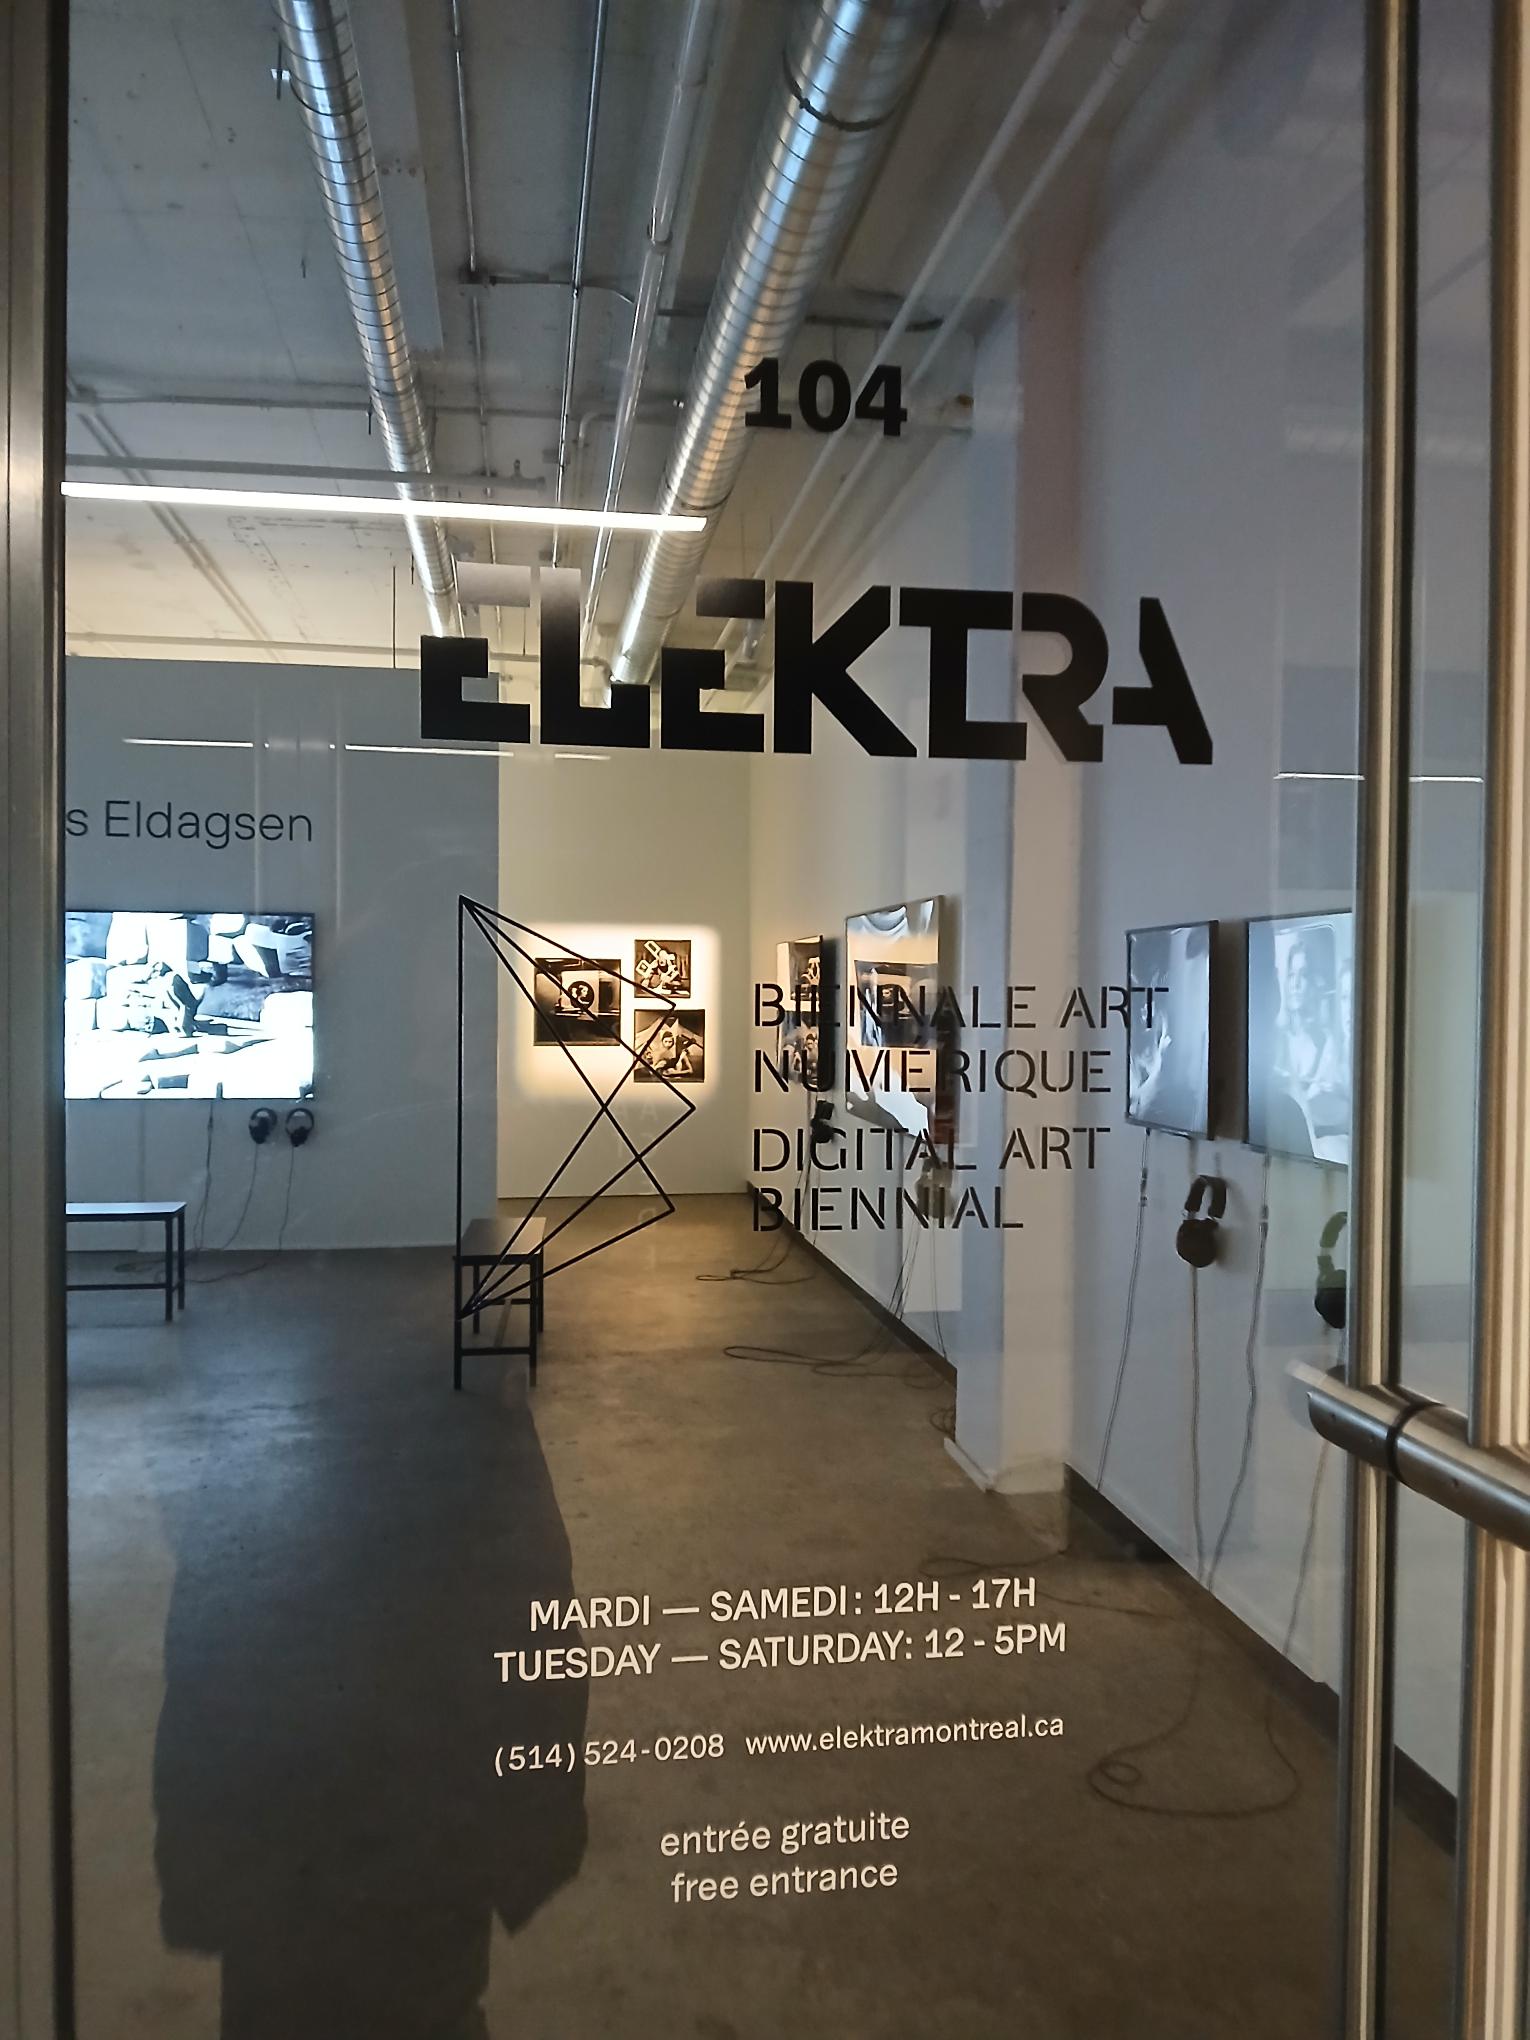 104
ELEKTRA
s Eldagsen
BIENNALE ART
NUMERIQUE
DIGITAL ART
BIENNIAL
MARDI — SAMEDI : 12H - 17H
TUESDAY — SATURDAY: 12 - 5PM
(514) 524-0208 www.elektramontreal.ca
entrée gratuite
free entrance